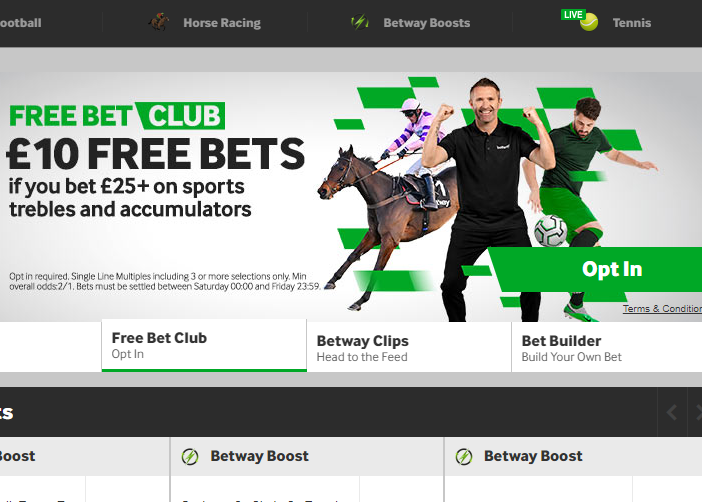 ootball
Horse Racing
Betway Boosts
LIVE
Tennis
FREE BET CLUB
£10 FREE BETS
if you bet £25+ on sports
trebles and accumulators
betway
Opt In
Opt in required. Single Line Multiples including 3 or more selections only. Min
overall odds:2/1. Bets must be settled between Saturday 00:00 and Friday 23:59.
Terms & Condition
Free Bet Club
Opt In
Betway Clips
Head to the Feed
Bet Builder
Build Your Own Bet
ts
Boost
Betway Boost
Betway Boost